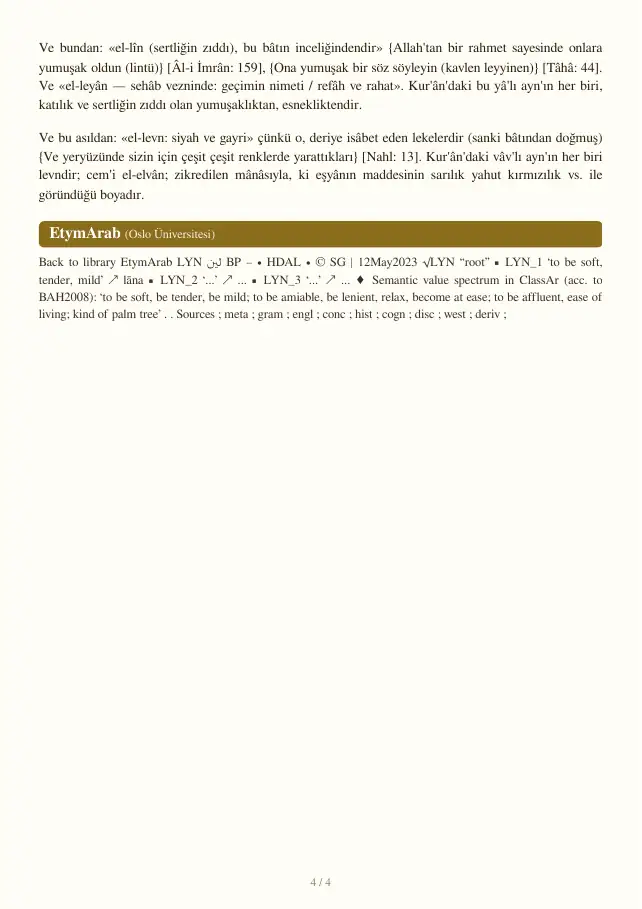 Ve bundan: «el-lîn (sertliğin zıddı), bu bâtın inceliğindendir» {Allah'tan bir rahmet sayesinde onlara
yumuşak oldun (lintü)} [Âl-i İmrân: 159], {Ona yumuşak bir söz söyleyin (kavlen leyyinen)} [Tâhâ: 44].
Ve «el-leyân — sehâb vezninde: geçimin nimeti / refâh ve rahat». Kur'ân'daki bu yâ'lı ayn'ın her biri,
katılık ve sertliğin zıddı olan yumuşaklıktan, esnekliktendir.
Ve bu asıldan: «el-levn: siyah ve gayri» çünkü o, deriye isâbet eden lekelerdir (sanki bâtından doğmuş)
{Ve yeryüzünde sizin için çeşit çeşit renklerde yarattıkları} [Nahl: 13]. Kur'ân'daki vâv'lı ayn'ın her biri
levndir; cem'i el-elvân; zikredilen mânâsıyla, ki eşyânın maddesinin sarılık yahut kırmızılık vs. ile
göründüğü boyadır.
EtymArab (Oslo Üniversitesi)
Back to library EtymArab LYN لين BP – • HDAL • © SG | 12May2023 √LYN “root” ▪ LYN_1 ‘to be soft,
tender, mild’ ↗ lāna ▪ LYN_2 ‘...’ ↗ ... ▪ LYN_3 ‘...’ ↗ ... ♦ Semantic value spectrum in ClassAr (acc. to
BAH2008): ‘to be soft, be tender, be mild; to be amiable, be lenient, relax, become at ease; to be affluent, ease of
living; kind of palm tree’ . . Sources ; meta ; gram ; engl ; conc ; hist ; cogn ; disc ; west ; deriv ;
4 / 4